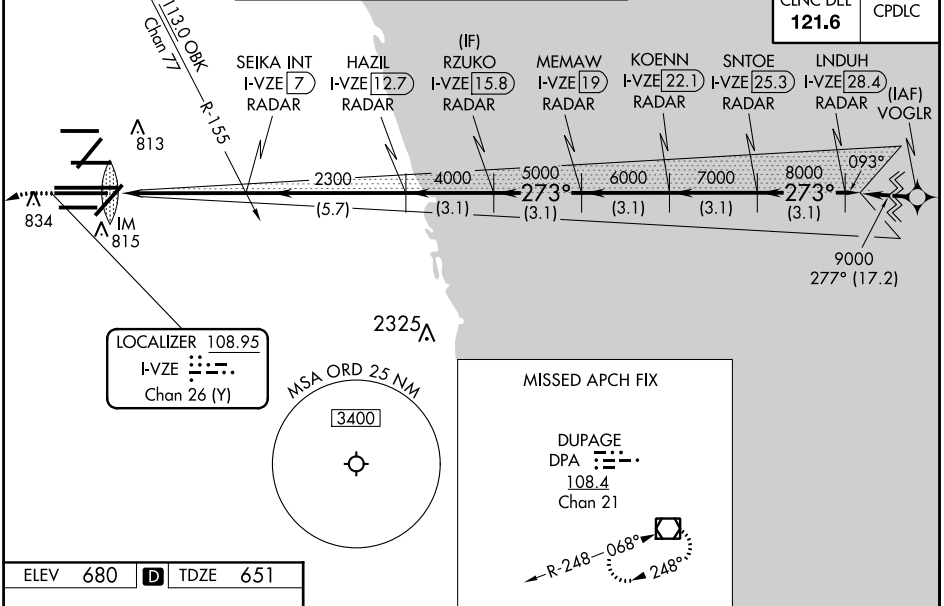 CLNC DEL
121.6
CPDLC
113.0 OBK
Chan 77
R-155
SEIKA INT
I-VZE 7
RADAR
HAZIL
I-VZE 12.7
RADAR
(IF)
RZUKO
I-VZE 15.8
RADAR
MEMAW
I-VZE 19
RADAR
KOENN
I-VZE 22.1
RADAR
SNTOE
I-VZE 25.3
RADAR
LNDUH
I-VZE 28.4
RADAR
(IAF)
VOGLR
813
834
IM
815
2300
4000
5000
6000
7000
8000
093°
273°
273°
(5.7)
(3.1)
(3.1)
(3.1)
(3.1)
(3.1)
9000
277° (17.2)
LOCALIZER 108.95
I-VZE
Chan 26 (Y)
2325
MSA ORD 25 NM
3400
MISSED APCH FIX
DUPAGE
DPA
108.4
Chan 21
R-248
068°
248°
ELEV 680 D TDZE 651